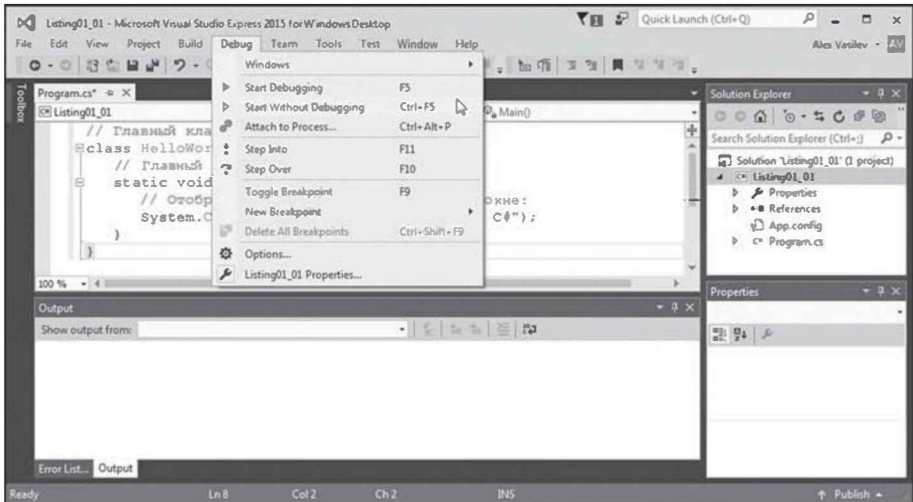 Listing01_01 - Microsoft Visual Studio Express 2015 for Windows Desktop
1
Quick Launch (Ctrl+Q)
File Edit View Project Build Debug Team Tools Test Window Help
Alex Vasilev
AV
Toolbox
Program.cs*
Listing01_01
Main()
// Главный кла
class HelloWor
// Главный
static void
// Отобр
окне:
System.C
C#");
}
}
100 %
Windows
Start Debugging F5
Start Without Debugging Ctrl+F5
Attach to Process... Ctrl+Alt+P
Step Into F11
Step Over F10
Toggle Breakpoint F9
New Breakpoint
Delete All Breakpoints Ctrl+Shift+F9
Options...
Listing01_01 Properties...
Output
Show output from:
Error List... Output
Solution Explorer
Search Solution Explorer (Ctrl+;)
Solution 'Listing01_01' (1 project)
Listing01_01
Properties
References
App.config
C# Program.cs
Properties
Ready Ln 8 Col 2 Ch 2 INS Publish